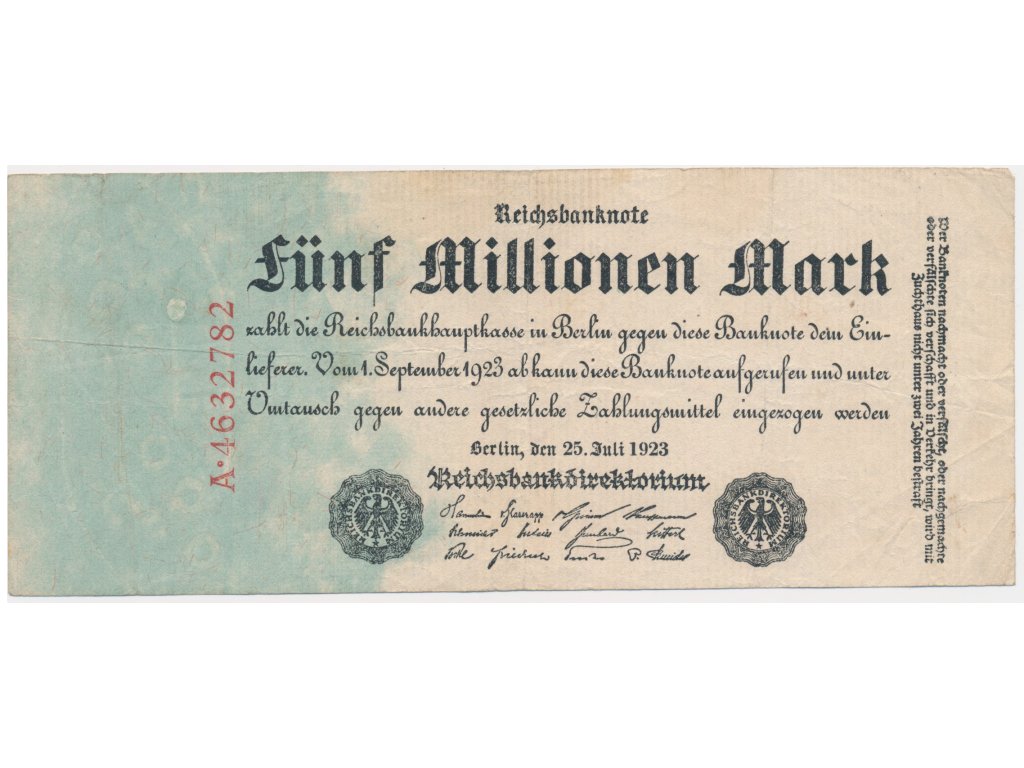 Reichsbanknote
Fünf Millionen Mark
zahlt die Reichsbankhauptkasse in Berlin gegen diese Banknote dem Ein-
lieferer. Vom 1. September 1923 ab kann diese Banknote aufgerufen und unter
Umtausch gegen andere gesetzliche Zahlungsmittel eingezogen werden
Berlin, den 25. Juli 1923
Reichsbankdirektorium
REICHSBANKDIREKTORIUM
REICHSBANKDIREKTORIUM
A·4632782
Wer Banknoten nachmacht oder verfälscht, oder nachgemachte
oder verfälschte sich verschafft und in Verkehr bringt, wird mit
Zuchthaus nicht unter zwei Jahren bestraft